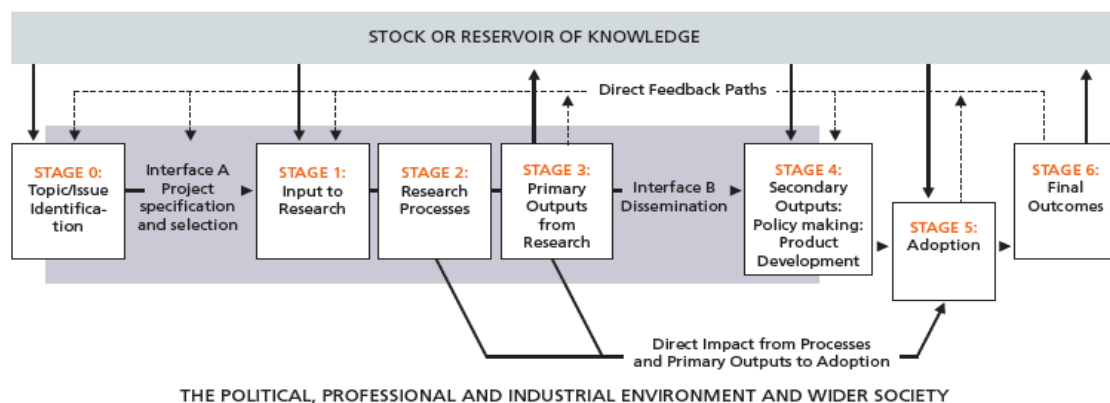 STOCK OR RESERVOIR OF KNOWLEDGE
Direct Feedback Paths
STAGE 0:
Topic/Issue
Identifica-
tion
Interface A
Project
specification
and selection
STAGE 1:
Input to
Research
STAGE 2:
Research
Processes
STAGE 3:
Primary
Outputs
from
Research
Interface B
Dissemination
STAGE 4:
Secondary
Outputs:
Policy making:
Product
Development
STAGE 5:
Adoption
STAGE 6:
Final
Outcomes
Direct Impact from Processes
and Primary Outputs to Adoption
THE POLITICAL, PROFESSIONAL AND INDUSTRIAL ENVIRONMENT AND WIDER SOCIETY